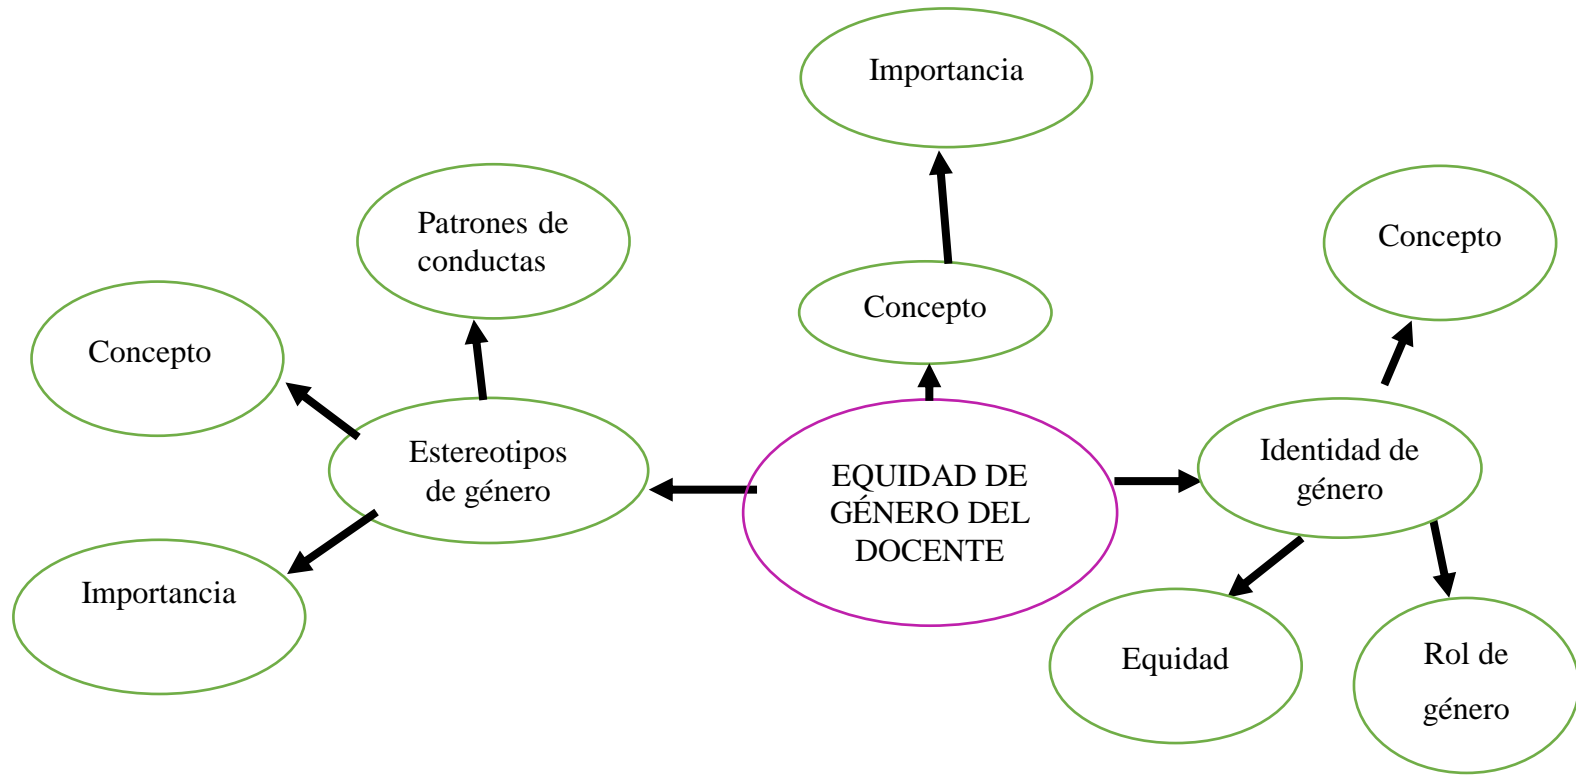 Importancia
Patrones de
conductas
Concepto
Concepto
Concepto
Estereotipos
de género
EQUIDAD DE
GÉNERO DEL
DOCENTE
Identidad de
género
Importancia
Equidad
Rol de
género